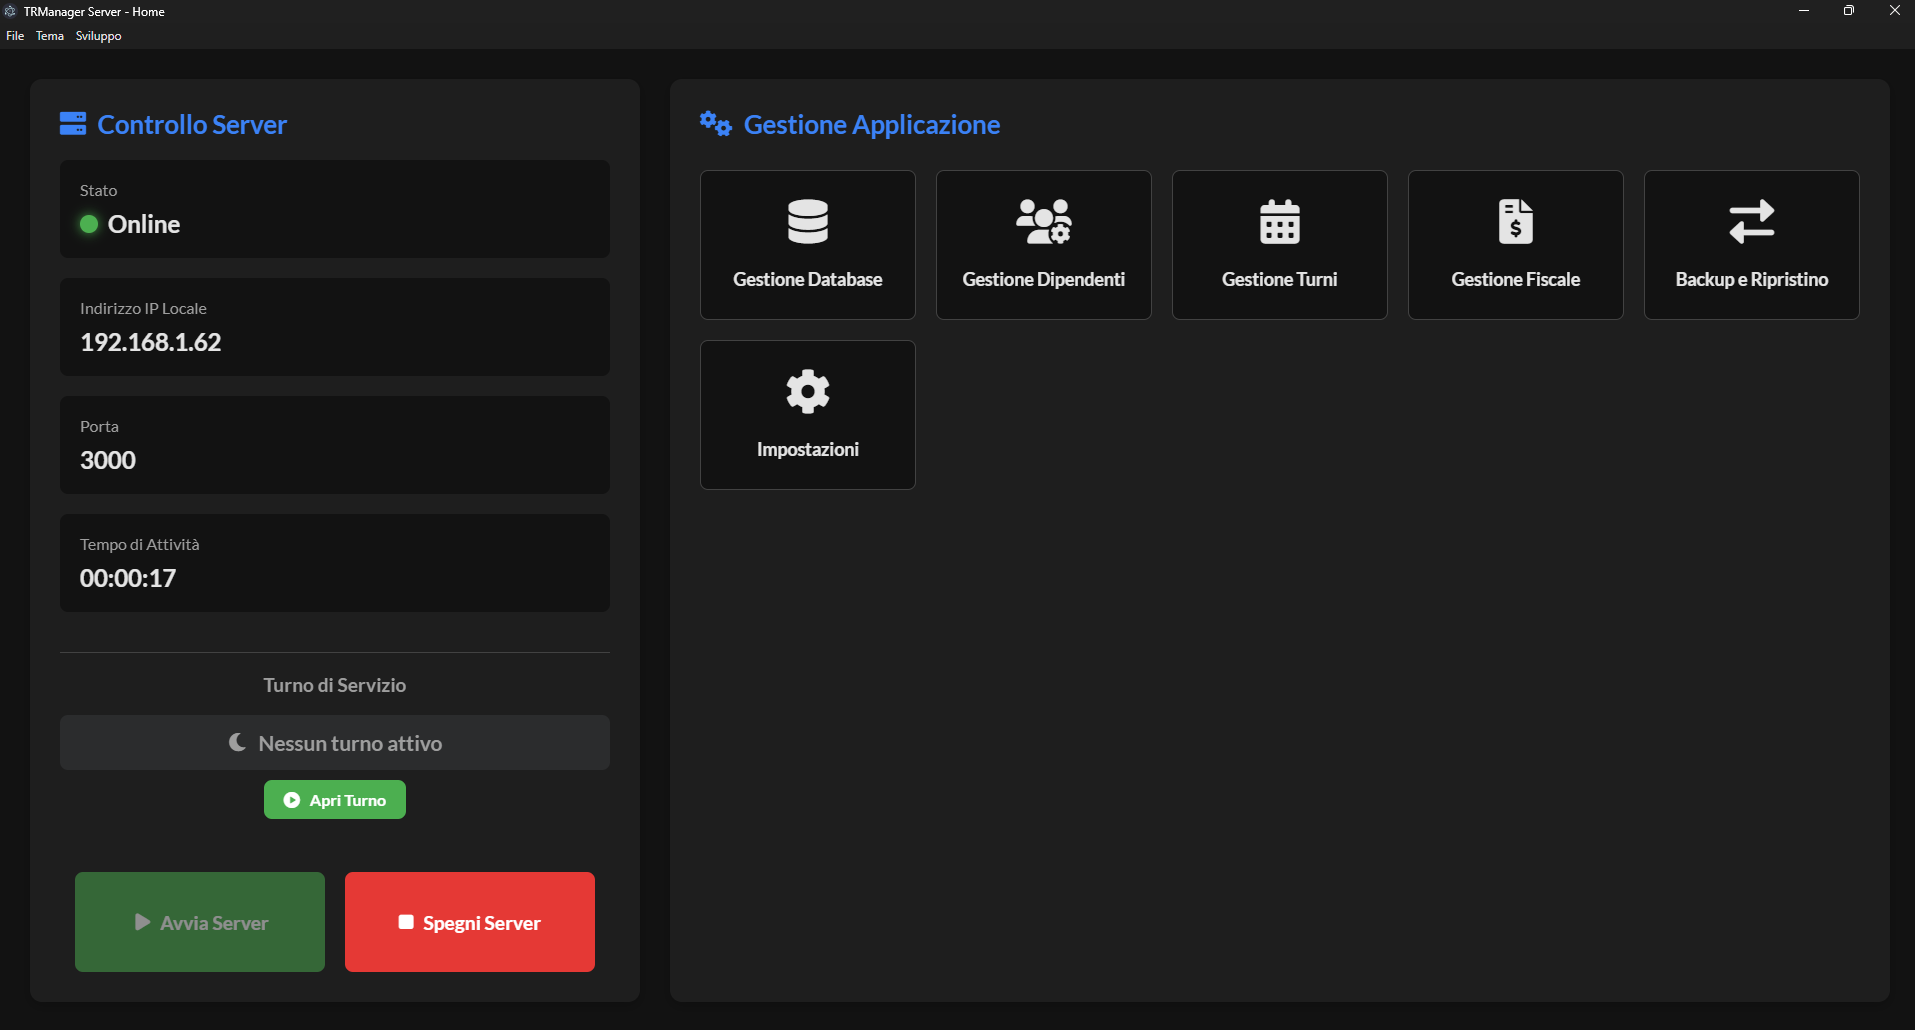 TRManager Server - Home
File Tema Sviluppo
Controllo Server
Stato
Online
Indirizzo IP Locale
192.168.1.62
Porta
3000
Tempo di Attività
00:00:17
Turno di Servizio
Nessun turno attivo
Apri Turno
Avvia Server
Spegni Server
Gestione Applicazione
Gestione Database
Gestione Dipendenti
Gestione Turni
$
Gestione Fiscale
Backup e Ripristino
Impostazioni